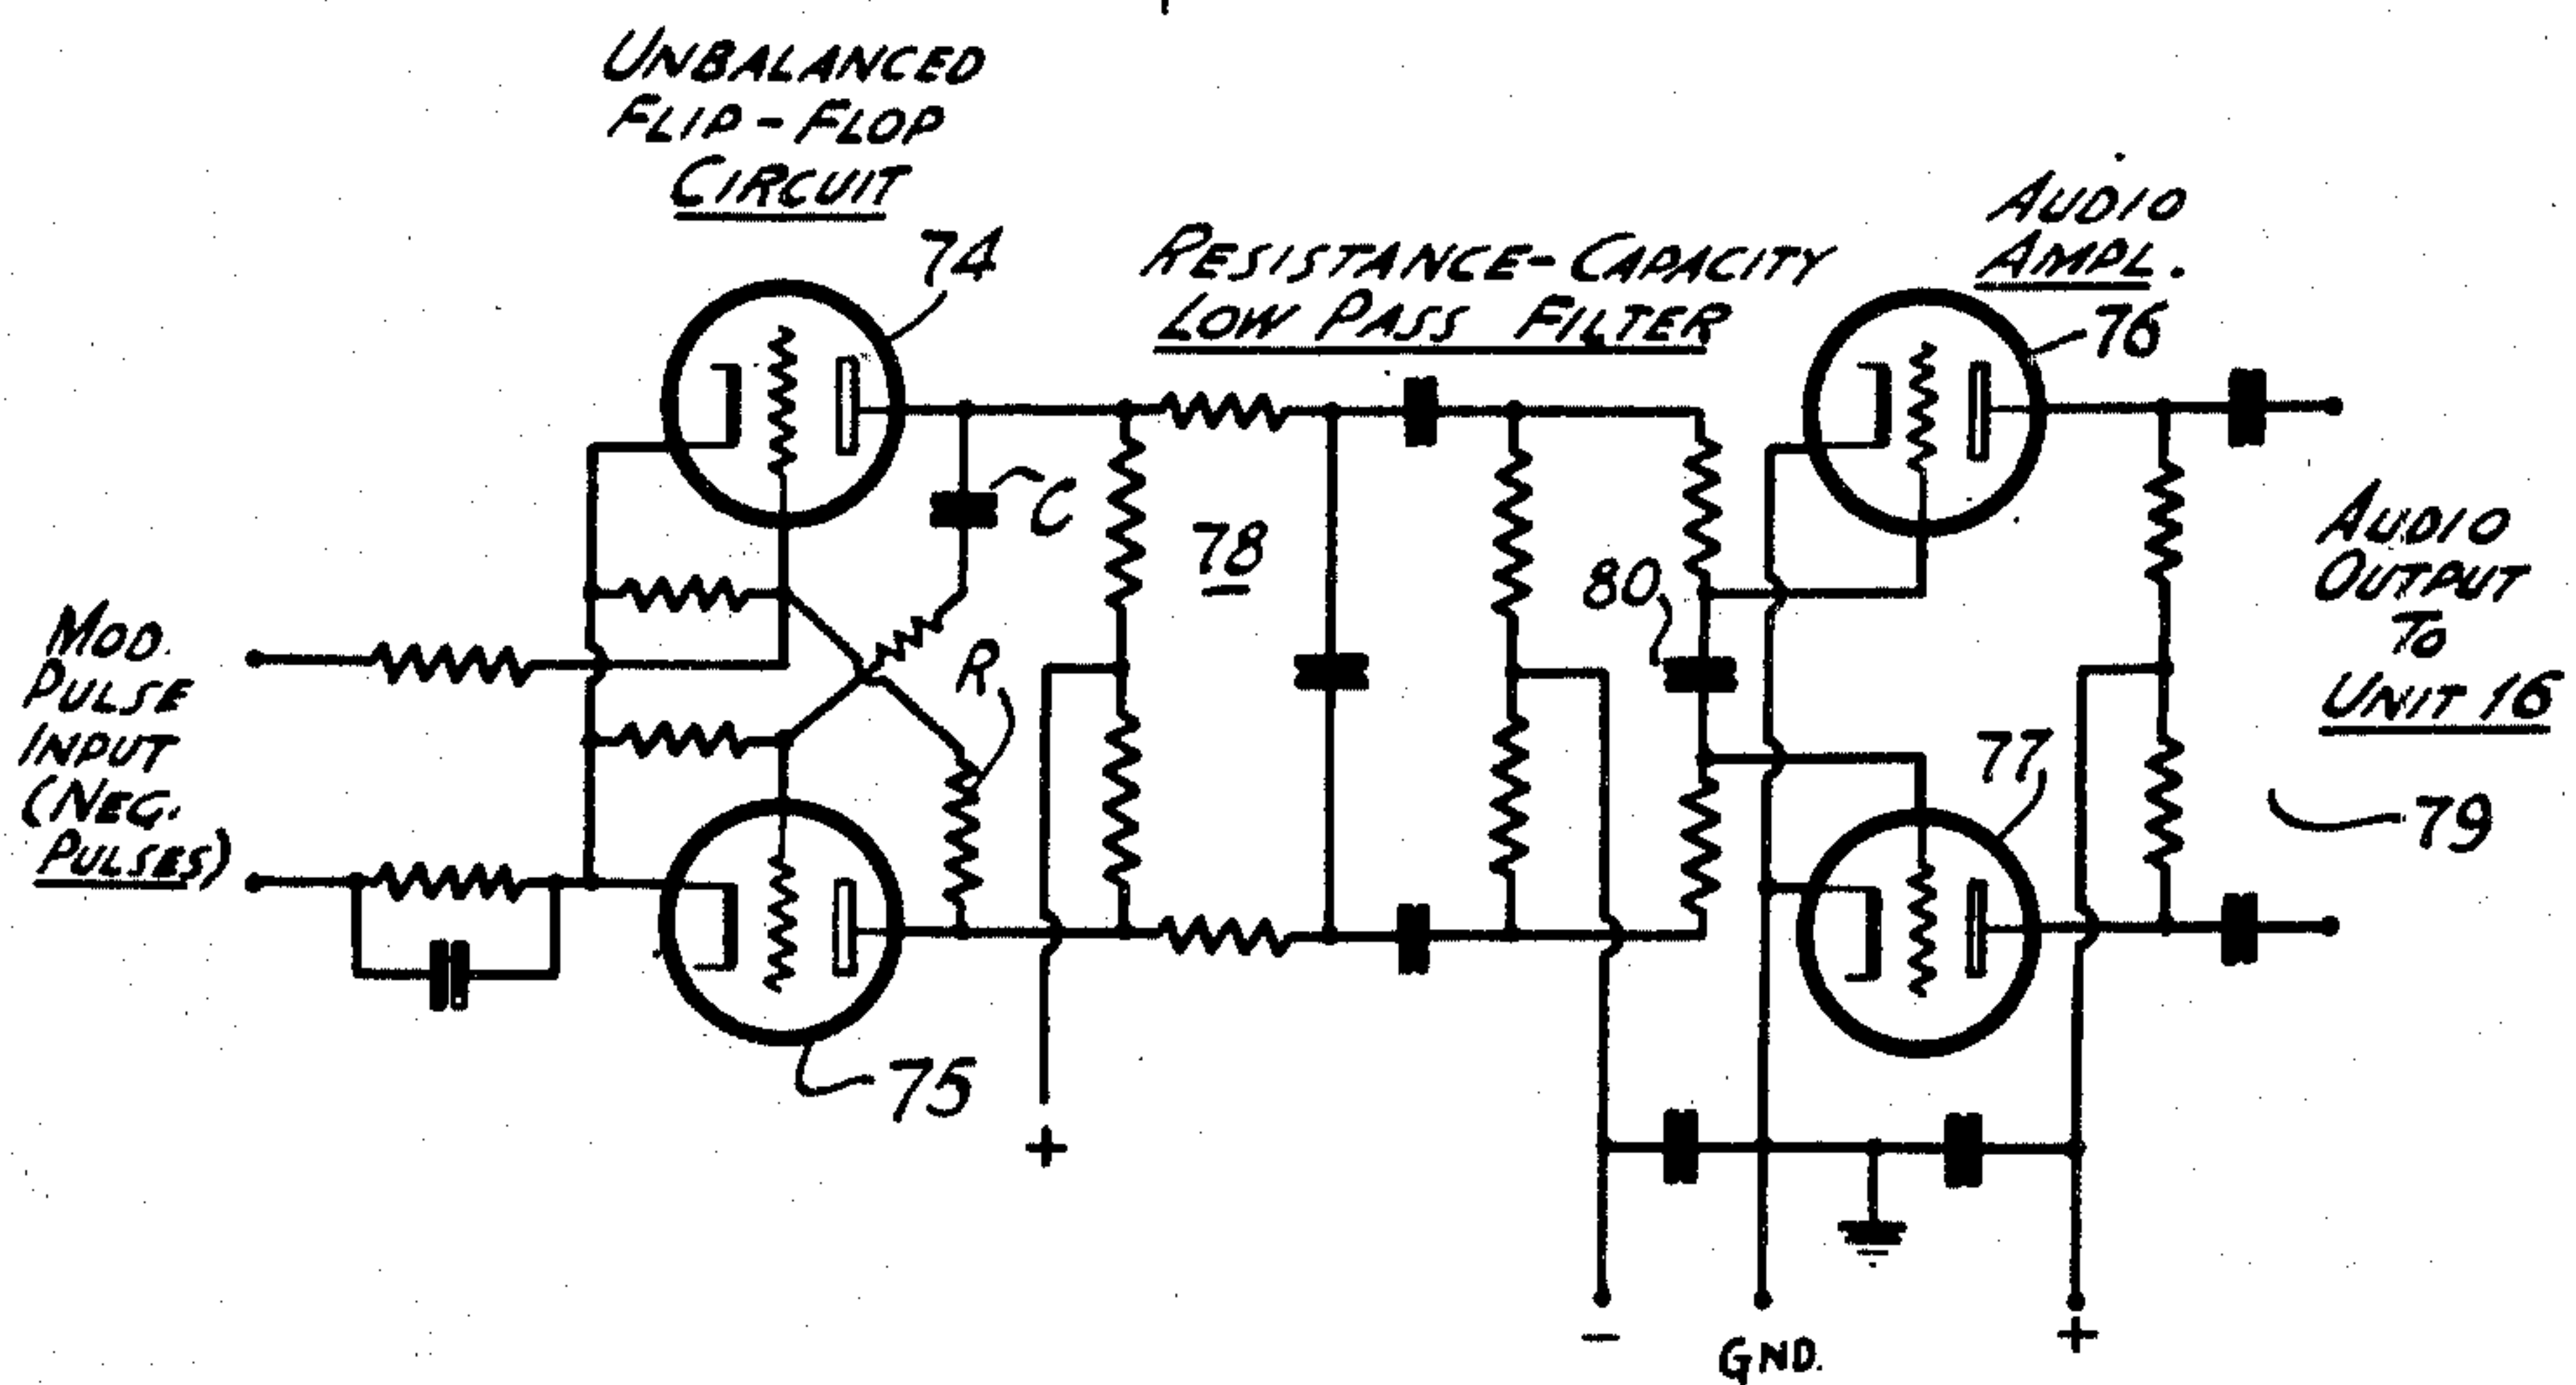 UNBALANCED
FLIP-FLOP
CIRCUIT
74
RESISTANCE-CAPACITY
LOW PASS FILTER
AUDIO
AMPL.
76
C
78
80
R
MOD.
PULSE
INPUT
(NEG.
PULSES)
AUDIO
OUTPUT
TO
UNIT 16
77
79
75
+
-
GND.
+